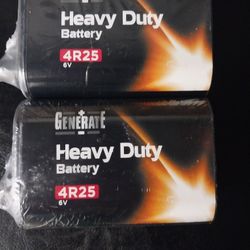 Heavy Duty
Battery
4R25
6V
GENERATE
Heavy Duty
Battery
4R25
6V